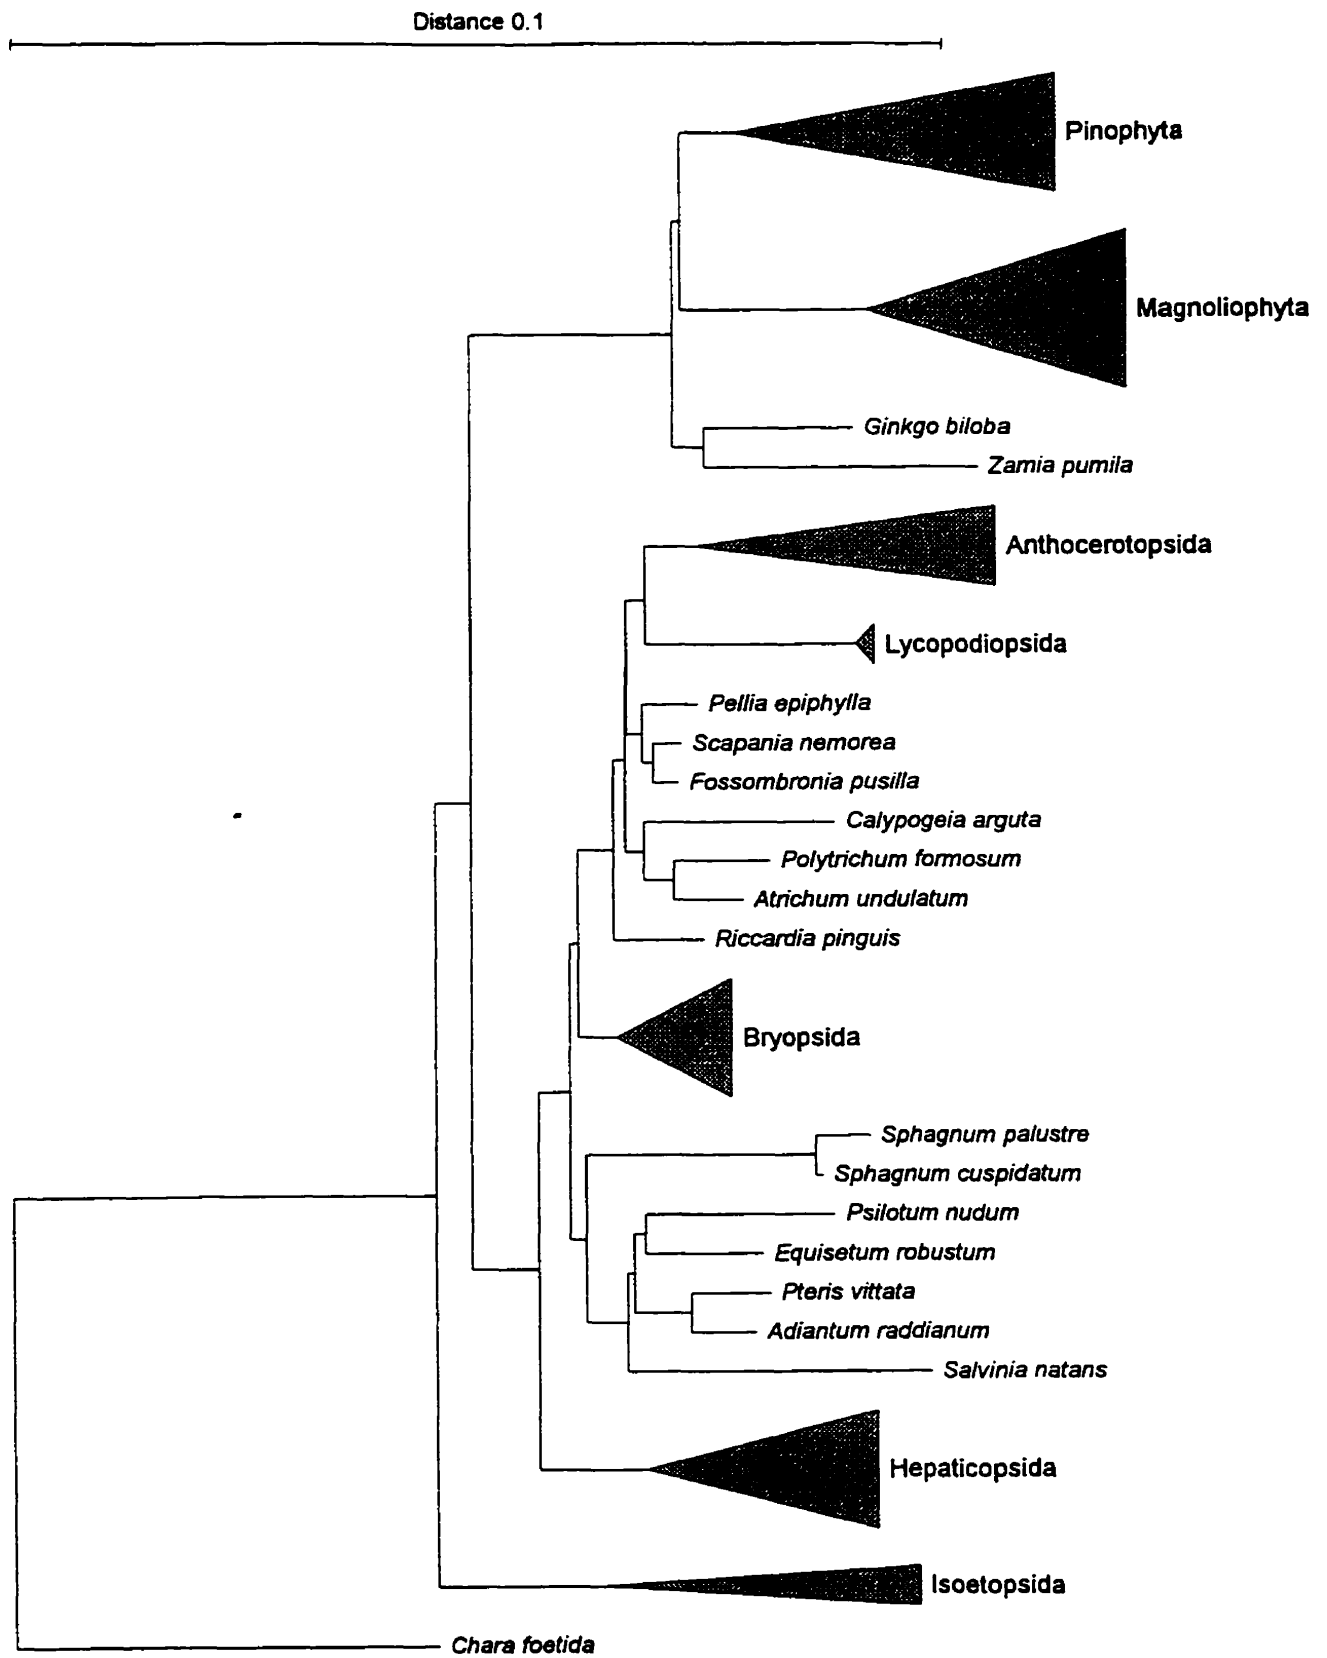 Distance 0.1
Pinophyta
Magnoliophyta
Ginkgo biloba
Zamia pumila
Anthocerotopsida
Lycopodiopsida
Pellia epiphylla
Scapania nemorea
Fossombronia pusilla
Calypogeia arguta
Polytrichum formosum
Atrichum undulatum
Riccardia pinguis
Bryopsida
Sphagnum palustre
Sphagnum cuspidatum
Psilotum nudum
Equisetum robustum
Pteris vittata
Adiantum raddianum
Salvinia natans
Hepaticopsida
Isoetopsida
Chara foetida